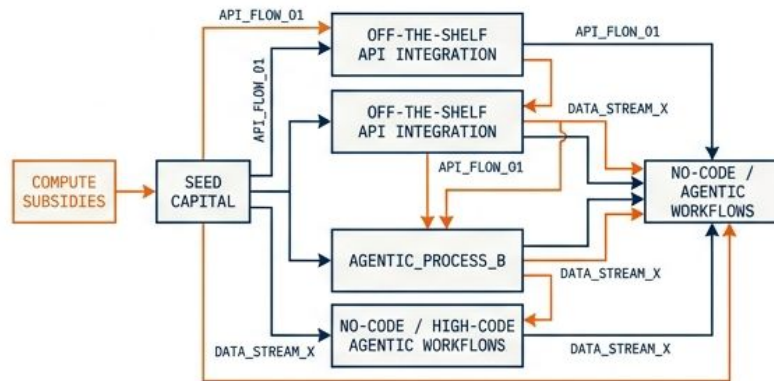 API_FLOW_01
OFF-THE-SHELF
API INTEGRATION
API_FLON_01
API_FLOW_01
OFF-THE-SHELF
API INTEGRATION
DATA_STREAM_X
API_FLOW_01
COMPUTE
SUBSIDIES
SEED
CAPITAL
NO-CODE /
AGENTIC
WORKFLOWS
AGENTIC_PROCESS_B
DATA_STREAM_X
NO-CODE / HIGH-CODE
AGENTIC WORKFLOWS
DATA_STREAM_X
DATA_STREAM_X